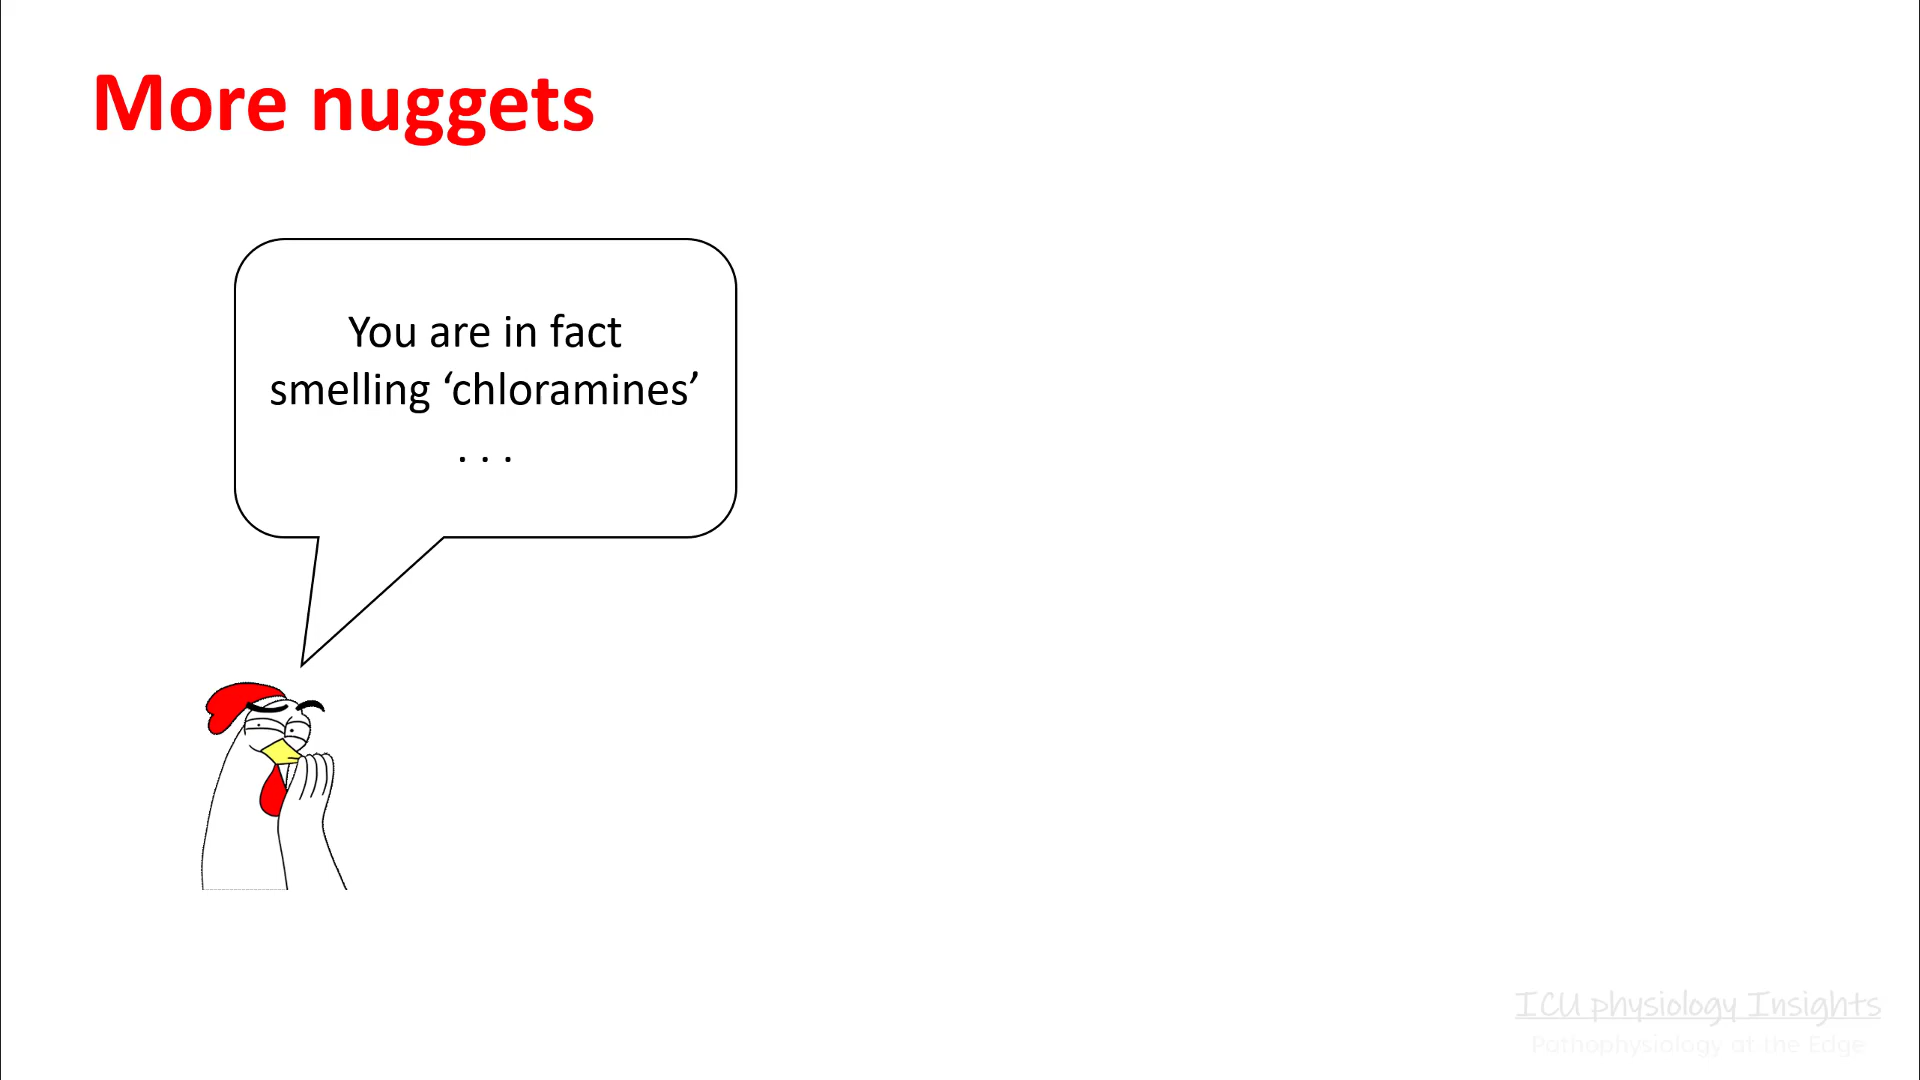 More nuggets
You are in fact
smelling ‘chloramines’
. . .
ICU physiology Insights
Pathophysiology at the Edge